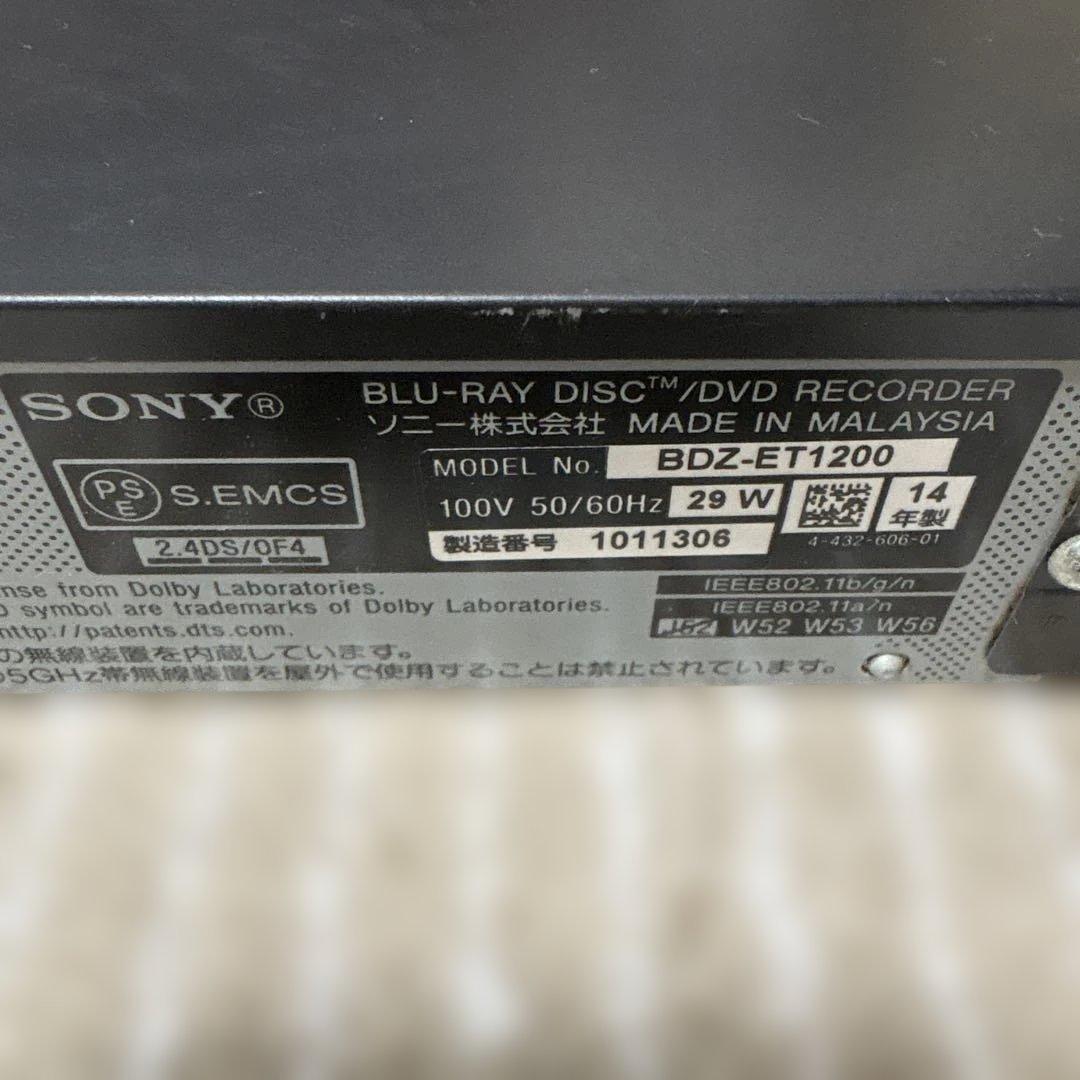 SONY®
BLU-RAY DISC™/DVD RECORDER
ソニー株式会社 MADE IN MALAYSIA
MODEL No. BDZ-ET1200
PSE S.EMCS
100V 50/60Hz 29 W
14年製
2.4DS/OF4
製造番号 1011306
4-432-606-01
nse from Dolby Laboratories.
symbol are trademarks of Dolby Laboratories.
http://patents.dts.com.
の無線装置を内蔵しています。
5GHz帯無線装置を屋外で使用することは禁止されています。
IEEE802.11b/g/n
IEEE802.11a/n
J52 W52 W53 W56